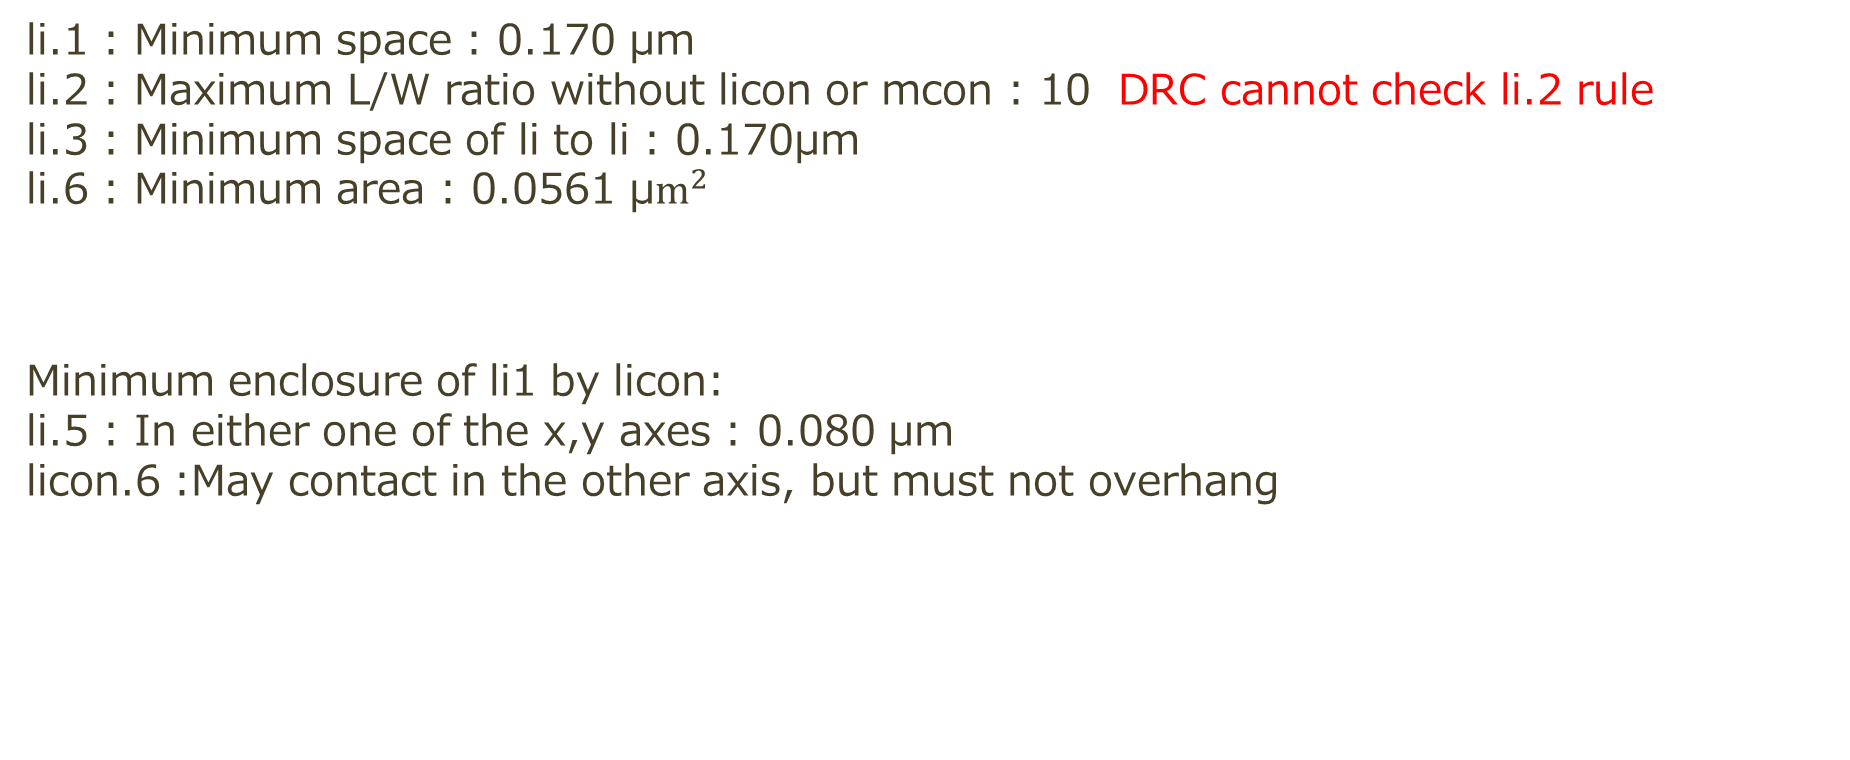 li.1 : Minimum space : 0.170 μm
li.2 : Maximum L/W ratio without licon or mcon : 10  DRC cannot check li.2 rule
li.3 : Minimum space of li to li : 0.170μm
li.6 : Minimum area : 0.0561 μm²
Minimum enclosure of li1 by licon:
li.5 : In either one of the x,y axes : 0.080 μm
licon.6 :May contact in the other axis, but must not overhang